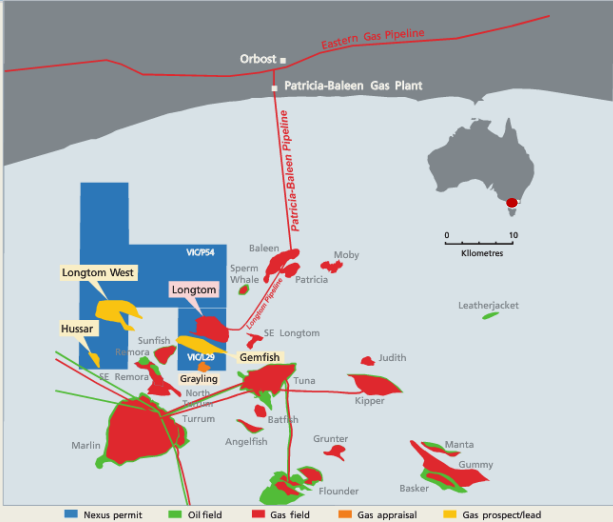 Eastern Gas Pipeline
Orbost
Patricia-Baleen Gas Plant
Patricia-Baleen Pipeline
0 10
Kilometres
VIC/P54
Baleen
Moby
Sperm
Whale
Patricia
Longtom West
Longtom
Longtom Pipeline
Leatherjacket
Hussar
Sunfish
SE Longtom
Remora
VIC/L29
Gemfish
Judith
SE Remora
Grayling
Tuna
North
Turrum
Kipper
Turrum
Batfish
Marlin
Angelfish
Grunter
Manta
Gummy
Basker
Flounder
Nexus permit
Oil field
Gas field
Gas appraisal
Gas prospect/lead